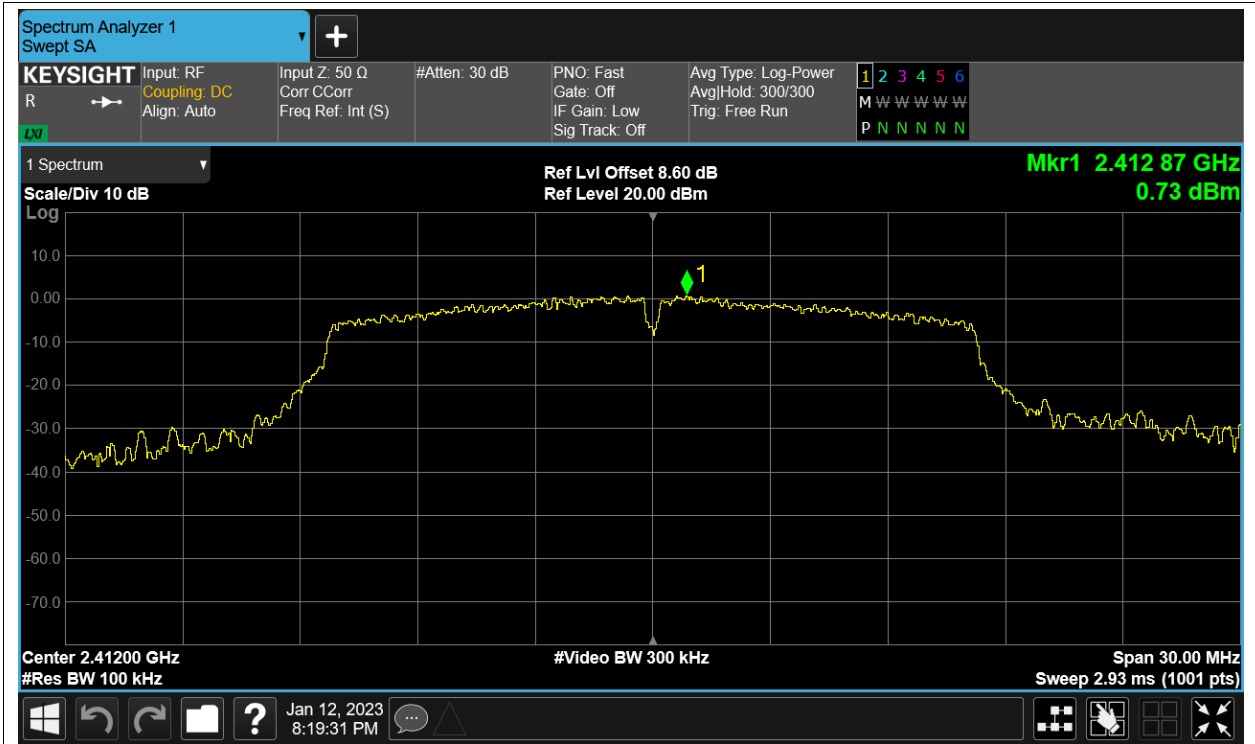 Spectrum Analyzer 1
Swept SA
KEYSIGHT
R
LXI
Input: RF
Coupling: DC
Align: Auto
Input Z: 50 Ω
Corr CCorr
Freq Ref: Int (S)
#Atten: 30 dB
PNO: Fast
Gate: Off
IF Gain: Low
Sig Track: Off
Avg Type: Log-Power
Avg|Hold: 300/300
Trig: Free Run
1 2 3 4 5 6
M W W W W W
P N N N N N
1 Spectrum
Scale/Div 10 dB
Log
Ref Lvl Offset 8.60 dB
Ref Level 20.00 dBm
Mkr1 2.412 87 GHz
0.73 dBm
1
10.0
0.00
-10.0
-20.0
-30.0
-40.0
-50.0
-60.0
-70.0
Center 2.41200 GHz
#Res BW 100 kHz
#Video BW 300 kHz
Span 30.00 MHz
Sweep 2.93 ms (1001 pts)
?
Jan 12, 2023
8:19:31 PM